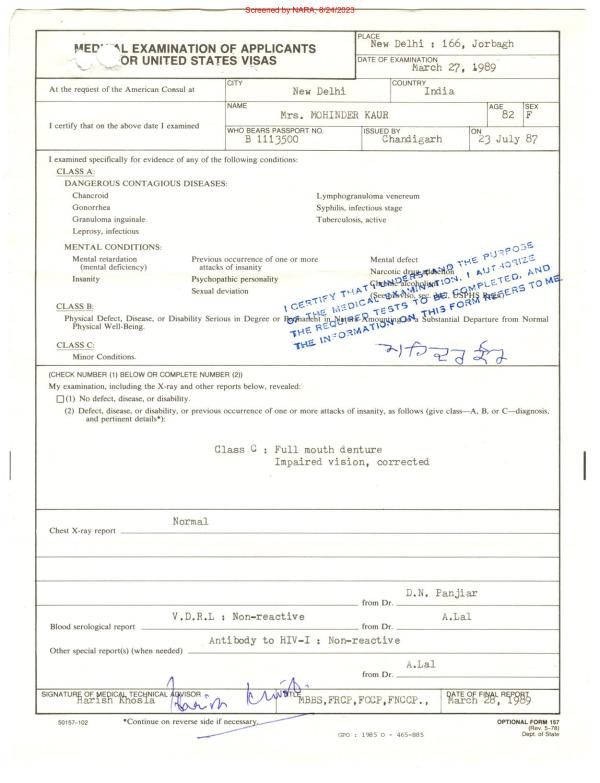 Screened by NARA, 8/24/2023
MEDICAL EXAMINATION OF APPLICANTS
FOR UNITED STATES VISAS
PLACE
New Delhi : 166, Jorbagh
DATE OF EXAMINATION
March 27, 1989
At the request of the American Consul at
CITY
New Delhi
COUNTRY
India
I certify that on the above date I examined
NAME
Mrs. MOHINDER KAUR
AGE
82
SEX
F
WHO BEARS PASSPORT NO.
B 1113500
ISSUED BY
Chandigarh
ON
23 July 87
I examined specifically for evidence of any of the following conditions:
CLASS A:
DANGEROUS CONTAGIOUS DISEASES:
Chancroid
Gonorrhea
Granuloma inguinale
Leprosy, infectious
Lymphogranuloma venereum
Syphilis, infectious stage
Tuberculosis, active
MENTAL CONDITIONS:
Mental retardation
(mental deficiency)
Insanity
Previous occurrence of one or more
attacks of insanity
Psychopathic personality
Sexual deviation
Mental defect
Narcotic drug addiction
Chronic alcoholism
I CERTIFY THAT I UNDERSTAND THE PURPOSE
OF THE MEDICAL EXAMINATION. I AUTHORIZE
THE REQUIRED TESTS TO BE COMPLETED, AND
THE INFORMATION ON THIS FORM REFERS TO ME.
CLASS B:
Physical Defect, Disease, or Disability Serious in Degree or Permanent in Nature Amounting to a Substantial Departure from Normal
Physical Well-Being.
CLASS C:
Minor Conditions.
(CHECK NUMBER (1) BELOW OR COMPLETE NUMBER (2))
My examination, including the X-ray and other reports below, revealed:
(1) No defect, disease, or disability.
(2) Defect, disease, or disability, or previous occurrence of one or more attacks of insanity, as follows (give class—A, B, or C—diagnosis,
and pertinent details*):
Class C : Full mouth denture
Impaired vision, corrected
Normal
Chest X-ray report
D.N. Panjiar
from Dr.
V.D.R.L : Non-reactive
A.Lal
Blood serological report
from Dr.
Antibody to HIV-I : Non-reactive
Other special report(s) (when needed)
A.Lal
from Dr.
SIGNATURE OF MEDICAL TECHNICAL ADVISOR
Harish Khosla
TITLE
MBBS,FRCP,FCCP,FNCCP.,
DATE OF FINAL REPORT
March 28, 1989
50157-102
*Continue on reverse side if necessary.
GPO : 1985 O - 465-885
OPTIONAL FORM 157
(Rev. 5-78)
Dept. of State